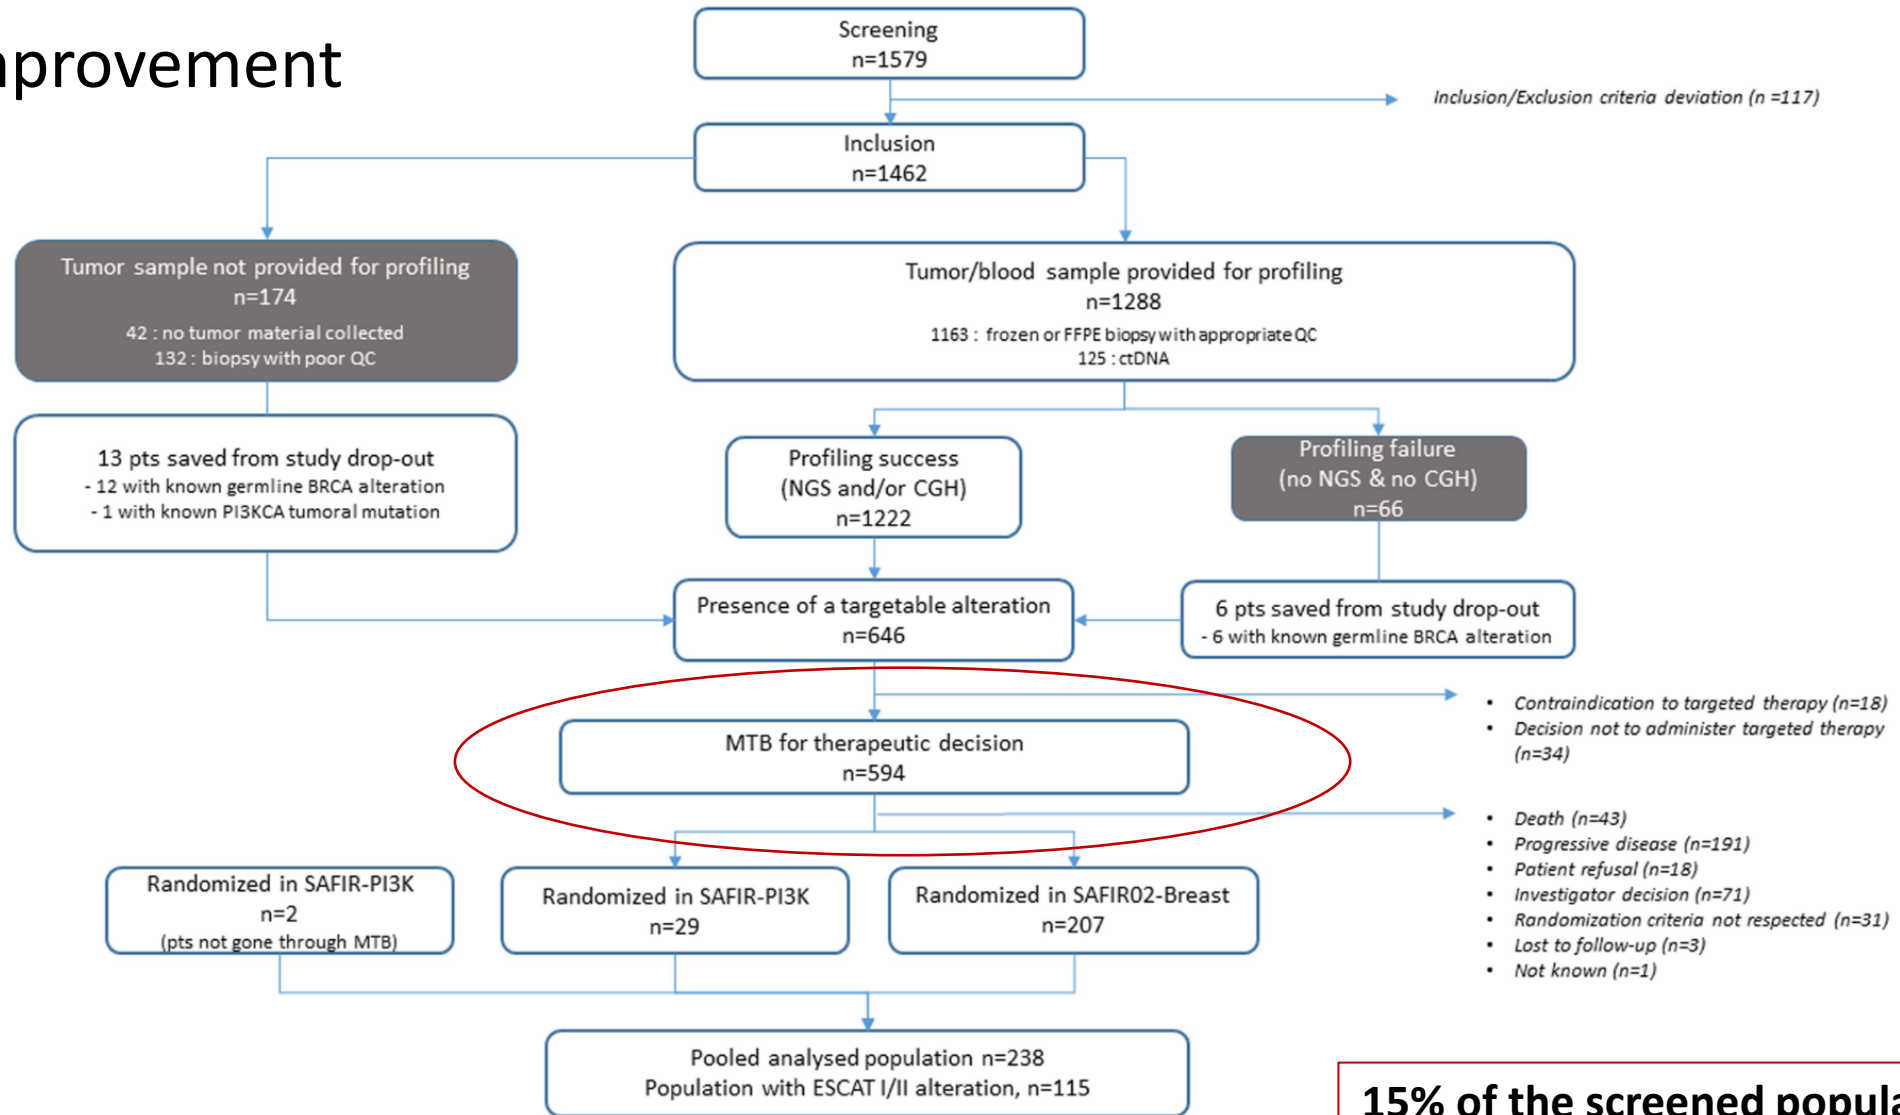 Screening
n=1579
Inclusion/Exclusion criteria deviation (n =117)
Inclusion
n=1462
Tumor sample not provided for profiling
n=174
42 : no tumor material collected
132 : biopsy with poor QC
Tumor/blood sample provided for profiling
n=1288
1163 : frozen or FFPE biopsy with appropriate QC
125 : ctDNA
13 pts saved from study drop-out
- 12 with known germline BRCA alteration
- 1 with known PI3KCA tumoral mutation
Profiling success
(NGS and/or CGH)
n=1222
Profiling failure
(no NGS & no CGH)
n=66
Presence of a targetable alteration
n=646
6 pts saved from study drop-out
- 6 with known germline BRCA alteration
• Contraindication to targeted therapy (n=18)
• Decision not to administer targeted therapy
(n=34)
MTB for therapeutic decision
n=594
• Death (n=43)
• Progressive disease (n=191)
• Patient refusal (n=18)
• Investigator decision (n=71)
• Randomization criteria not respected (n=31)
• Lost to follow-up (n=3)
• Not known (n=1)
Randomized in SAFIR-PI3K
n=2
(pts not gone through MTB)
Randomized in SAFIR-PI3K
n=29
Randomized in SAFIR02-Breast
n=207
Pooled analysed population n=238
Population with ESCAT I/II alteration, n=115
15% of the screened